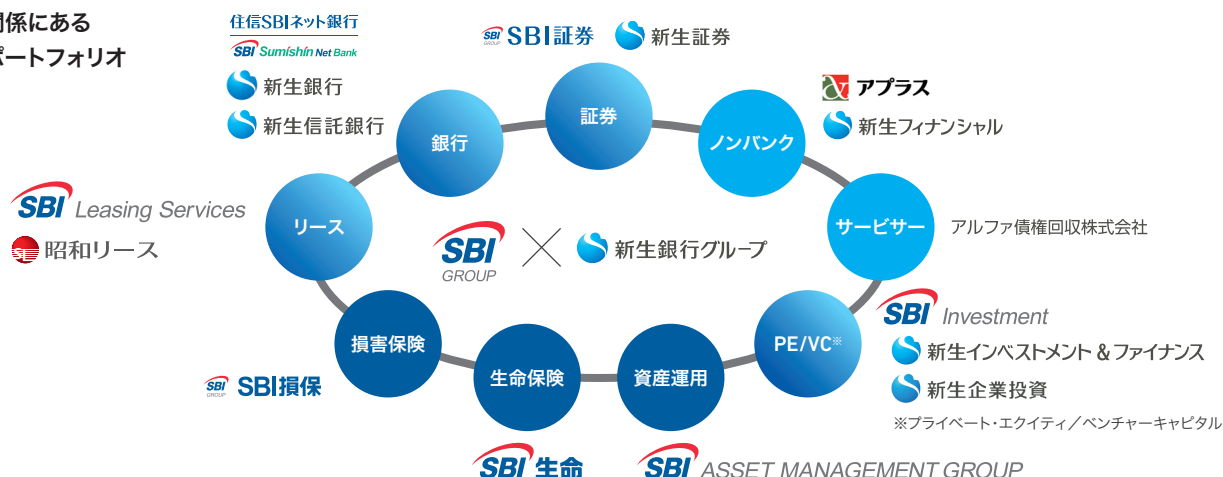 関係にある
ポートフォリオ
住信SBIネット銀行
SBI Sumishin Net Bank
新生銀行
新生信託銀行
SBI GROUP SBI証券
新生証券
アプラス
新生フィナンシャル
証券
銀行
ノンバンク
SBI Leasing Services
昭和リース
リース
サービサー
アルファ債権回収株式会社
SBI
GROUP
新生銀行グループ
損害保険
生命保険
資産運用
PE/VC※
SBI Investment
新生インベストメント&ファイナンス
新生企業投資
※プライベート・エクイティ/ベンチャーキャピタル
SBI GROUP SBI損保
SBI生命
SBI ASSET MANAGEMENT GROUP